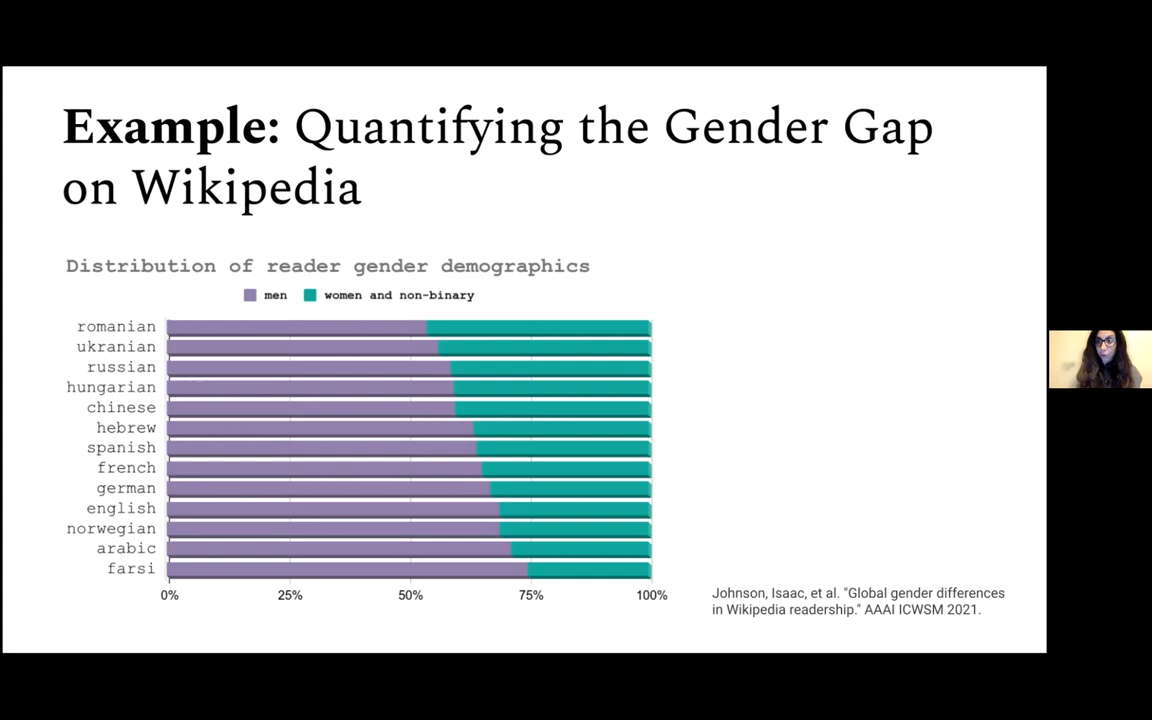 Example: Quantifying the Gender Gap
on Wikipedia
Distribution of reader gender demographics
men women and non-binary
romanian
ukranian
russian
hungarian
chinese
hebrew
spanish
french
german
english
norwegian
arabic
farsi
0% 25% 50% 75% 100%
Johnson, Isaac, et al. "Global gender differences
in Wikipedia readership." AAAI ICWSM 2021.